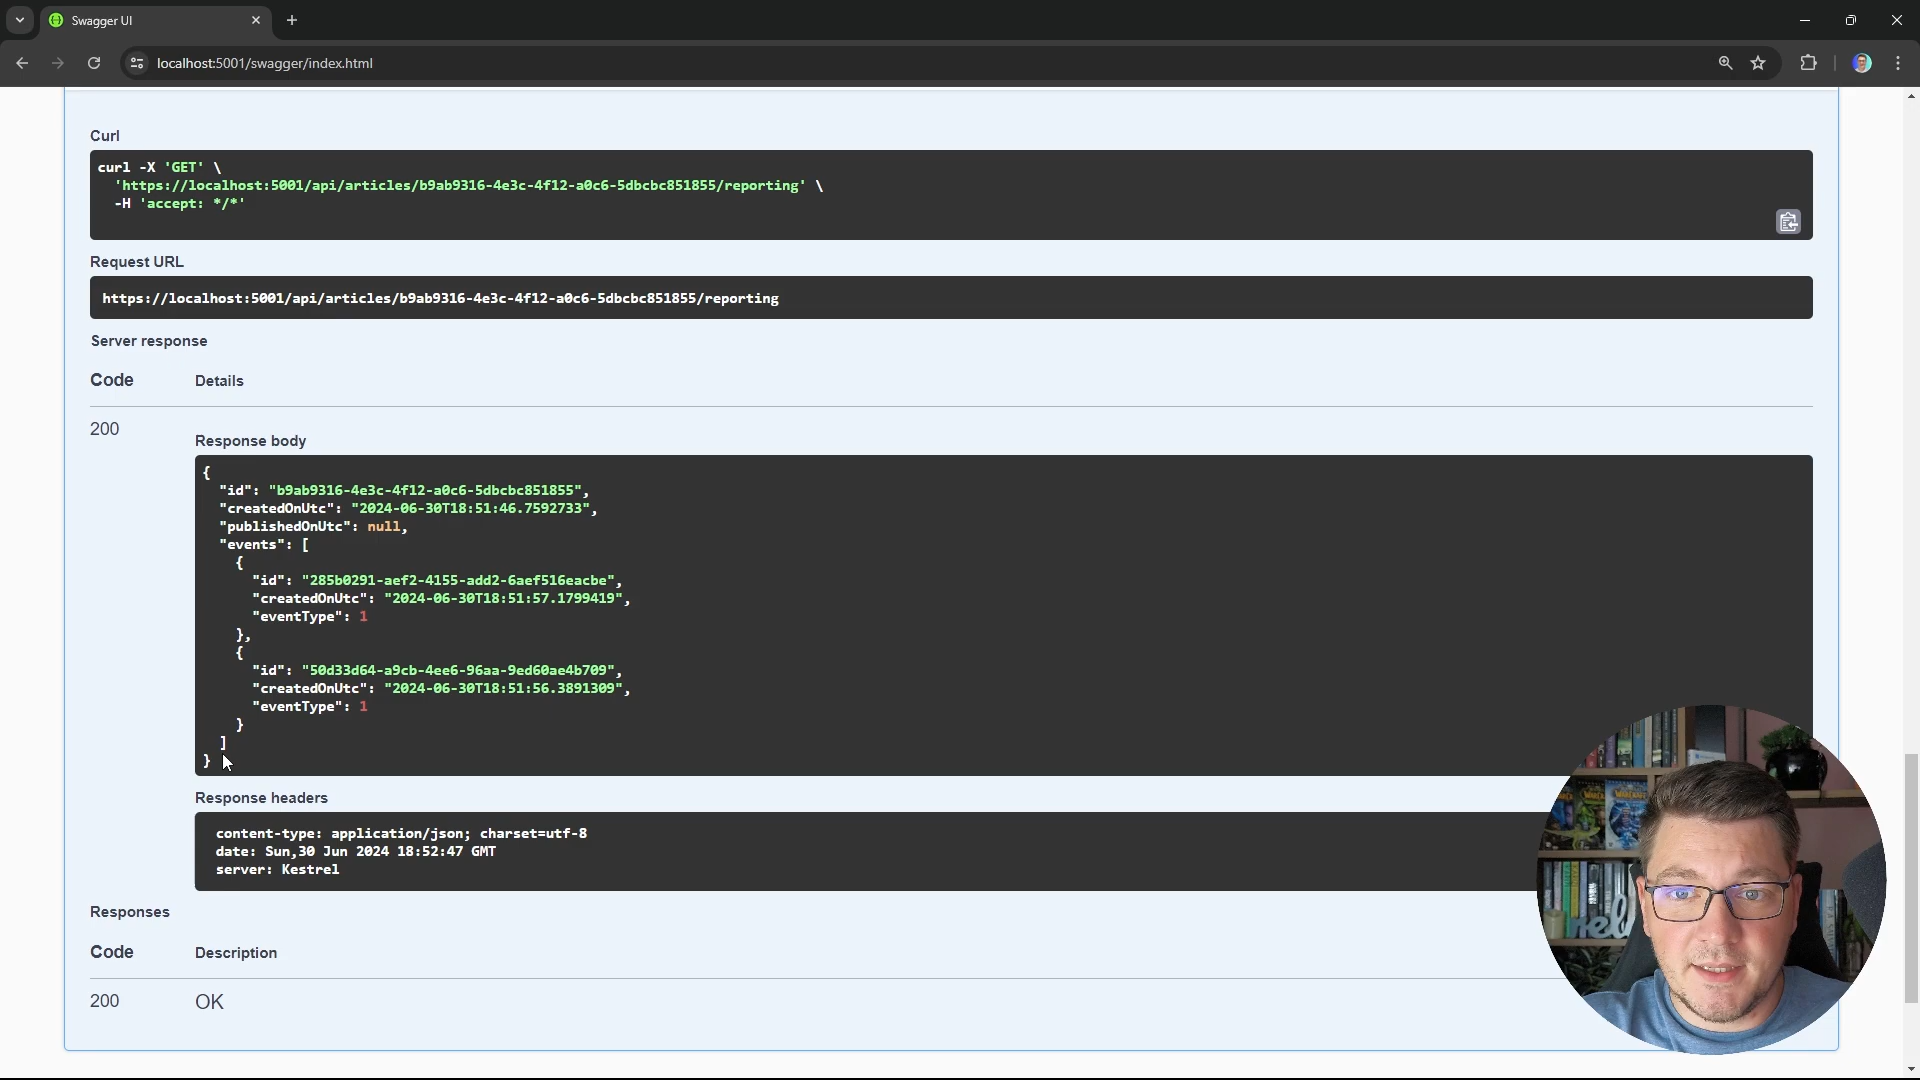 Swagger UI
localhost:5001/swagger/index.html
Curl
curl -X 'GET' \
'https://localhost:5001/api/articles/b9ab9316-4e3c-4f12-a0c6-5dbcbc851855/reporting' \
-H 'accept: */*'
Request URL
https://localhost:5001/api/articles/b9ab9316-4e3c-4f12-a0c6-5dbcbc851855/reporting
Server response
Code Details
200
Response body
{
"id": "b9ab9316-4e3c-4f12-a0c6-5dbcbc851855",
"createdOnUtc": "2024-06-30T18:51:46.7592733",
"publishedOnUtc": null,
"events": [
{
"id": "285b0291-aef2-4155-add2-6aef516eacbe",
"createdOnUtc": "2024-06-30T18:51:57.1799419",
"eventType": 1
},
{
"id": "50d33d64-a9cb-4ee6-96aa-9ed60ae4b709",
"createdOnUtc": "2024-06-30T18:51:56.3891309",
"eventType": 1
}
]
}
Response headers
content-type: application/json; charset=utf-8
date: Sun,30 Jun 2024 18:52:47 GMT
server: Kestrel
Responses
Code Description
200 OK